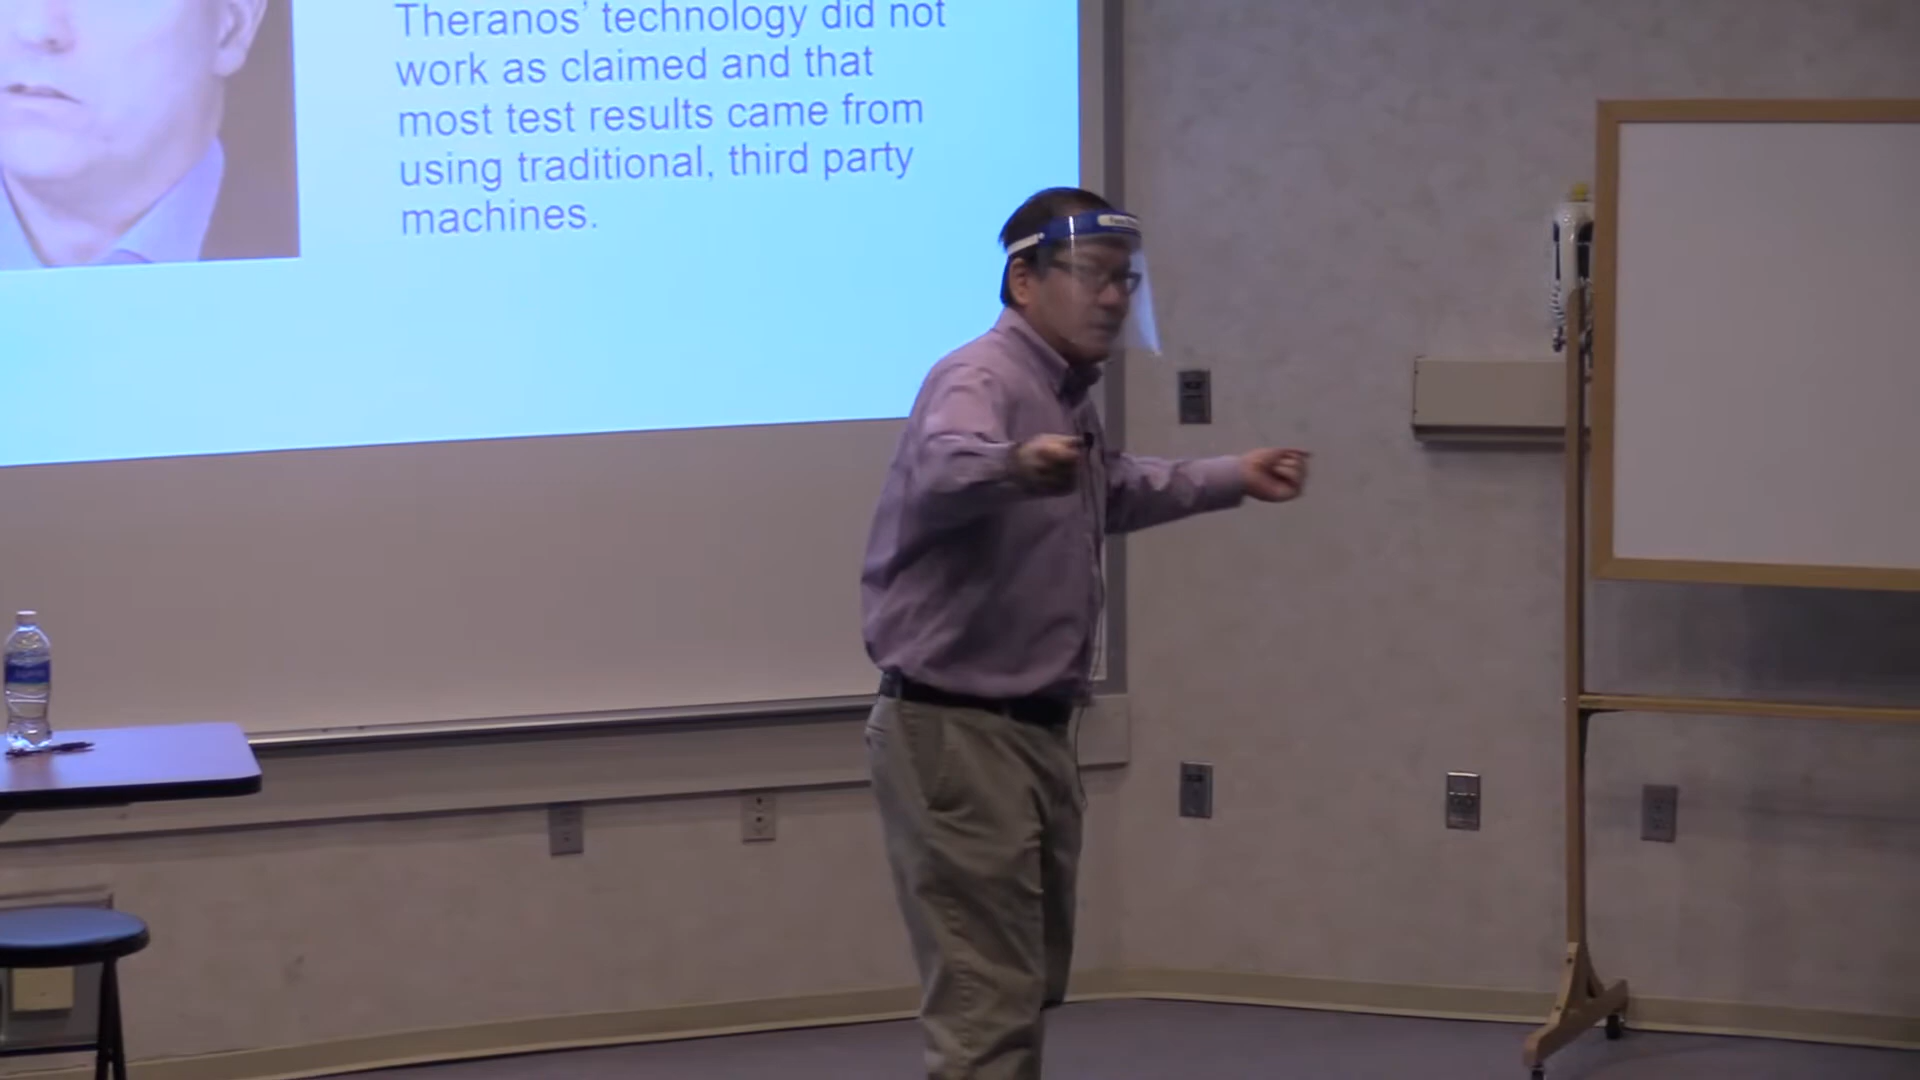 Theranos' technology did not
work as claimed and that
most test results came from
using traditional, third party
machines.